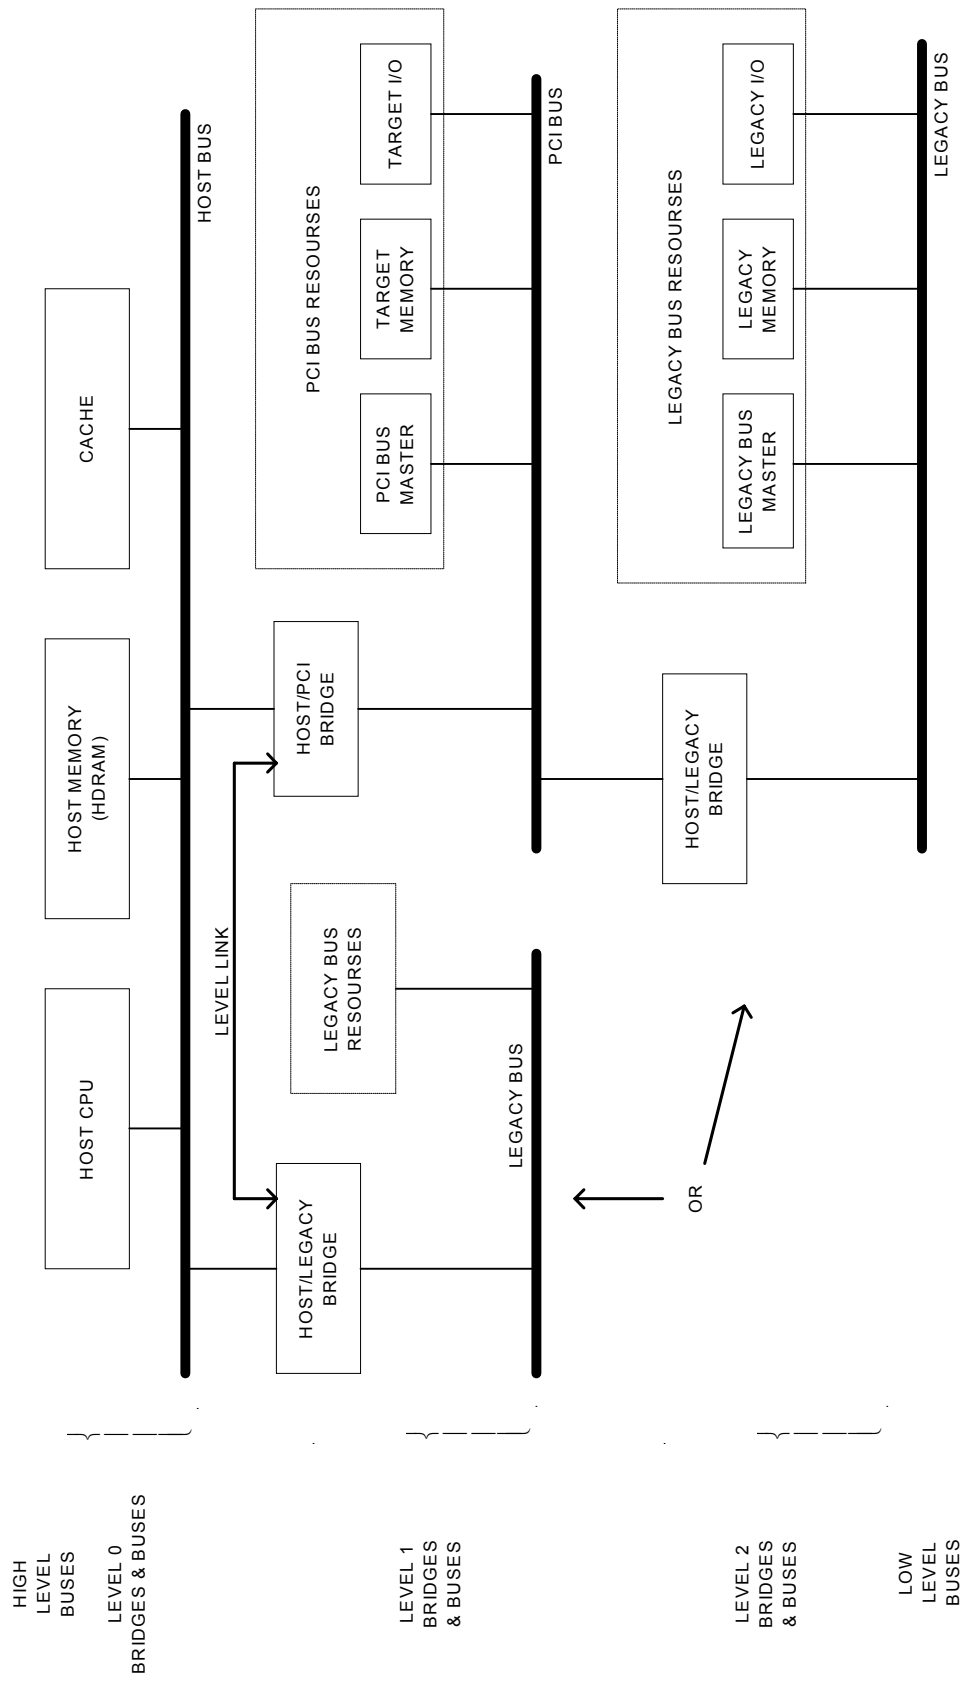 HIGH
LEVEL
BUSES
LEVEL 0
BRIDGES & BUSES
HOST CPU
HOST MEMORY
(HDRAM)
CACHE
HOST BUS
LEVEL LINK
LEVEL 1
BRIDGES
& BUSES
HOST/LEGACY
BRIDGE
LEGACY BUS
RESOURSES
HOST/PCI
BRIDGE
PCI BUS RESOURSES
PCI BUS
MASTER
TARGET
MEMORY
TARGET I/O
LEGACY BUS
PCI BUS
OR
LEVEL 2
BRIDGES
& BUSES
HOST/LEGACY
BRIDGE
LEGACY BUS RESOURSES
LEGACY BUS
MASTER
LEGACY
MEMORY
LEGACY I/O
LEGACY BUS
LOW
LEVEL
BUSES